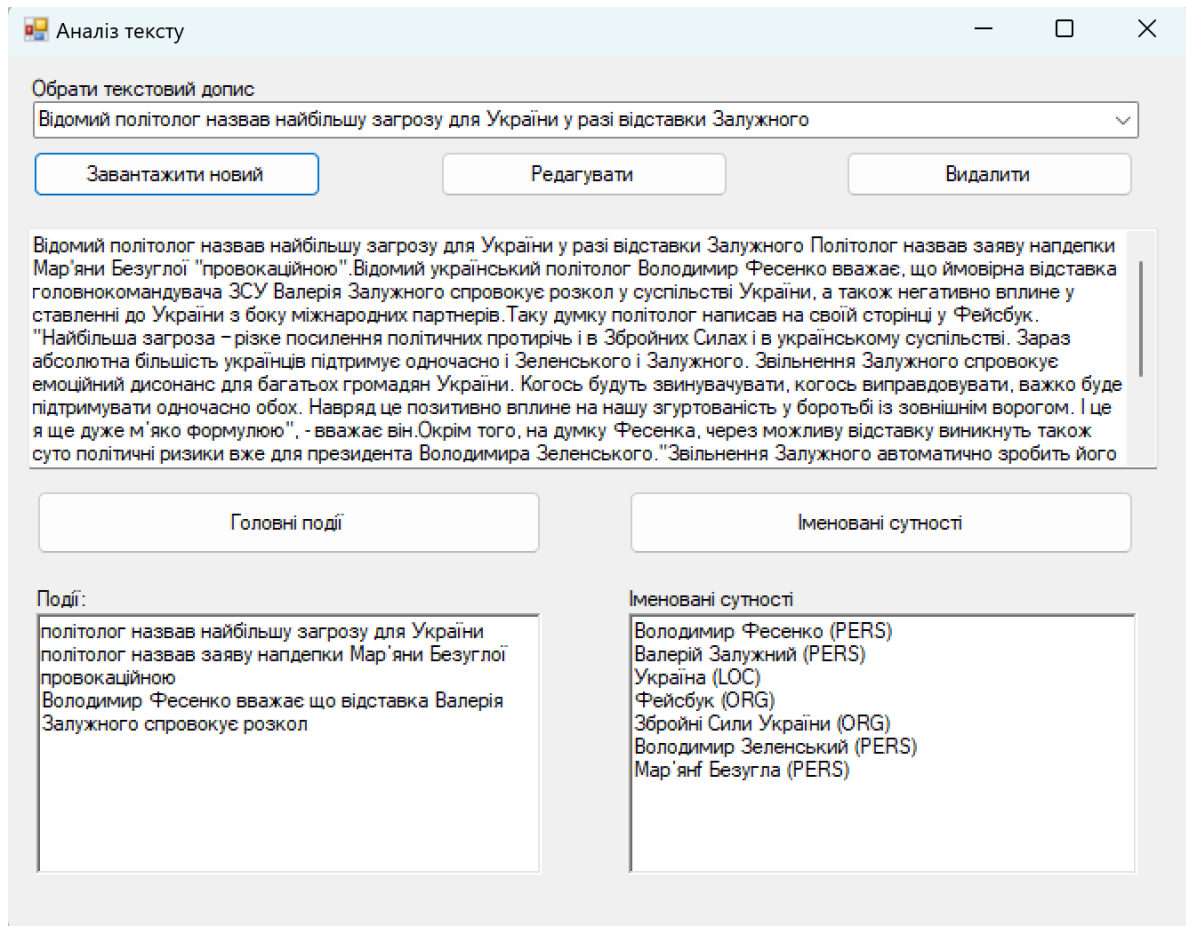 Аналіз тексту
Обрати текстовий допис
Відомий політолог назвав найбільшу загрозу для України у разі відставки Залужного
Завантажити новий
Редагувати
Видалити
Відомий політолог назвав найбільшу загрозу для України у разі відставки Залужного Політолог назвав заяву напдепки
Мар'яни Безуглої "провокаційною".Відомий український політолог Володимир Фесенко вважає, що ймовірна відставка
головнокомандувача ЗСУ Валерія Залужного спровокує розкол у суспільстві України, а також негативно вплине у
ставленні до України з боку міжнародних партнерів.Таку думку політолог написав на своїй сторінці у Фейсбук.
"Найбільша загроза – різке посилення політичних протирічь і в Збройних Силах і в українському суспільстві. Зараз
абсолютна більшість українців підтримує одночасно і Зеленського і Залужного. Звільнення Залужного спровокує
емоційний дисонанс для багатьох громадян України. Когось будуть звинувачувати, когось виправдовувати, важко буде
підтримувати одночасно обох. Навряд це позитивно вплине на нашу згуртованість у боротьбі із зовнішнім ворогом. І це
я ще дуже м'яко формулюю", - вважає він.Окрім того, на думку Фесенка, через можливу відставку виникнуть також
суто політичні ризики вже для президента Володимира Зеленського."Звільнення Залужного автоматично зробить його
Головні події
Іменовані сутності
Події:
політолог назвав найбільшу загрозу для України
політолог назвав заяву напдепки Мар'яни Безуглої
провокаційною
Володимир Фесенко вважає що відставка Валерія
Залужного спровокує розкол
Іменовані сутності
Володимир Фесенко (PERS)
Валерій Залужний (PERS)
Україна (LOC)
Фейсбук (ORG)
Збройні Сили України (ORG)
Володимир Зеленський (PERS)
Мар'янf Безугла (PERS)